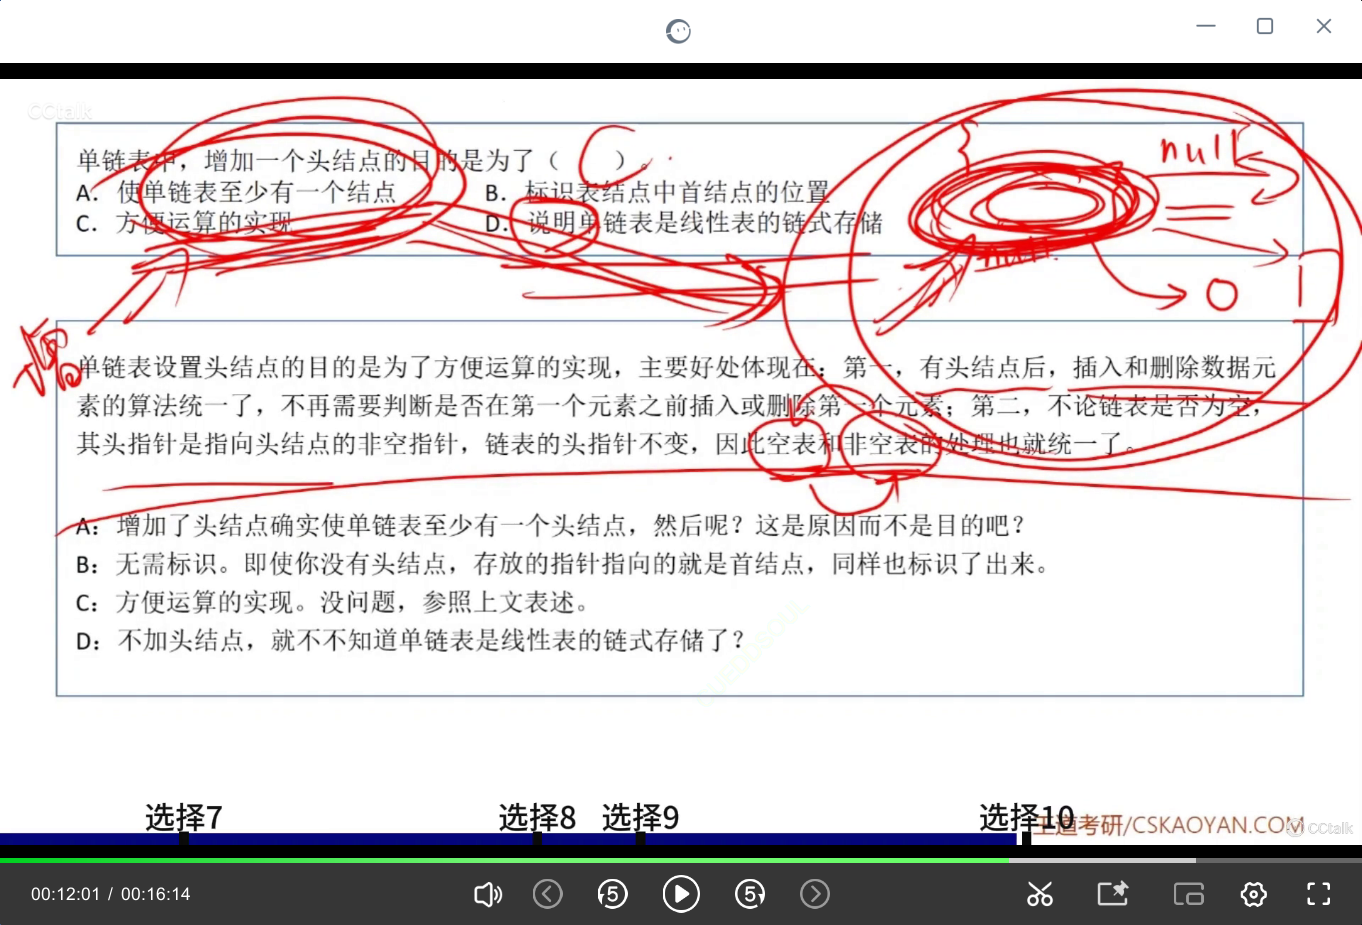 CCtalk
单链表中，增加一个头结点的目的是为了（ C ）。
A. 使单链表至少有一个结点 B. 标识表结点中首结点的位置
C. 方便运算的实现 D. 说明单链表是线性表的链式存储
null
null
0
单链表设置头结点的目的是为了方便运算的实现，主要好处体现在：第一，有头结点后，插入和删除数据元
素的算法统一了，不再需要判断是否在第一个元素之前插入或删除第一个元素；第二，不论链表是否为空，
其头指针是指向头结点的非空指针，链表的头指针不变，因此空表和非空表的处理也就统一了。
A：增加了头结点确实使单链表至少有一个头结点，然后呢？这是原因而不是目的吧？
B：无需标识。即使你没有头结点，存放的指针指向的就是首结点，同样也标识了出来。
C：方便运算的实现。没问题，参照上文表述。
D：不加头结点，就不不知道单链表是线性表的链式存储了？
选择7 选择8 选择9 选择10
王道考研/CSKAOYAN.COM
CCtalk
00:12:01 / 00:16:14 5 5